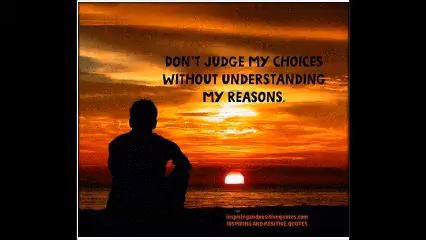 DON'T JUDGE MY CHOICES
WITHOUT UNDERSTANDING
MY REASONS.
inspiringandpositivequotes.com
INSPIRING AND POSITIVE QUOTES